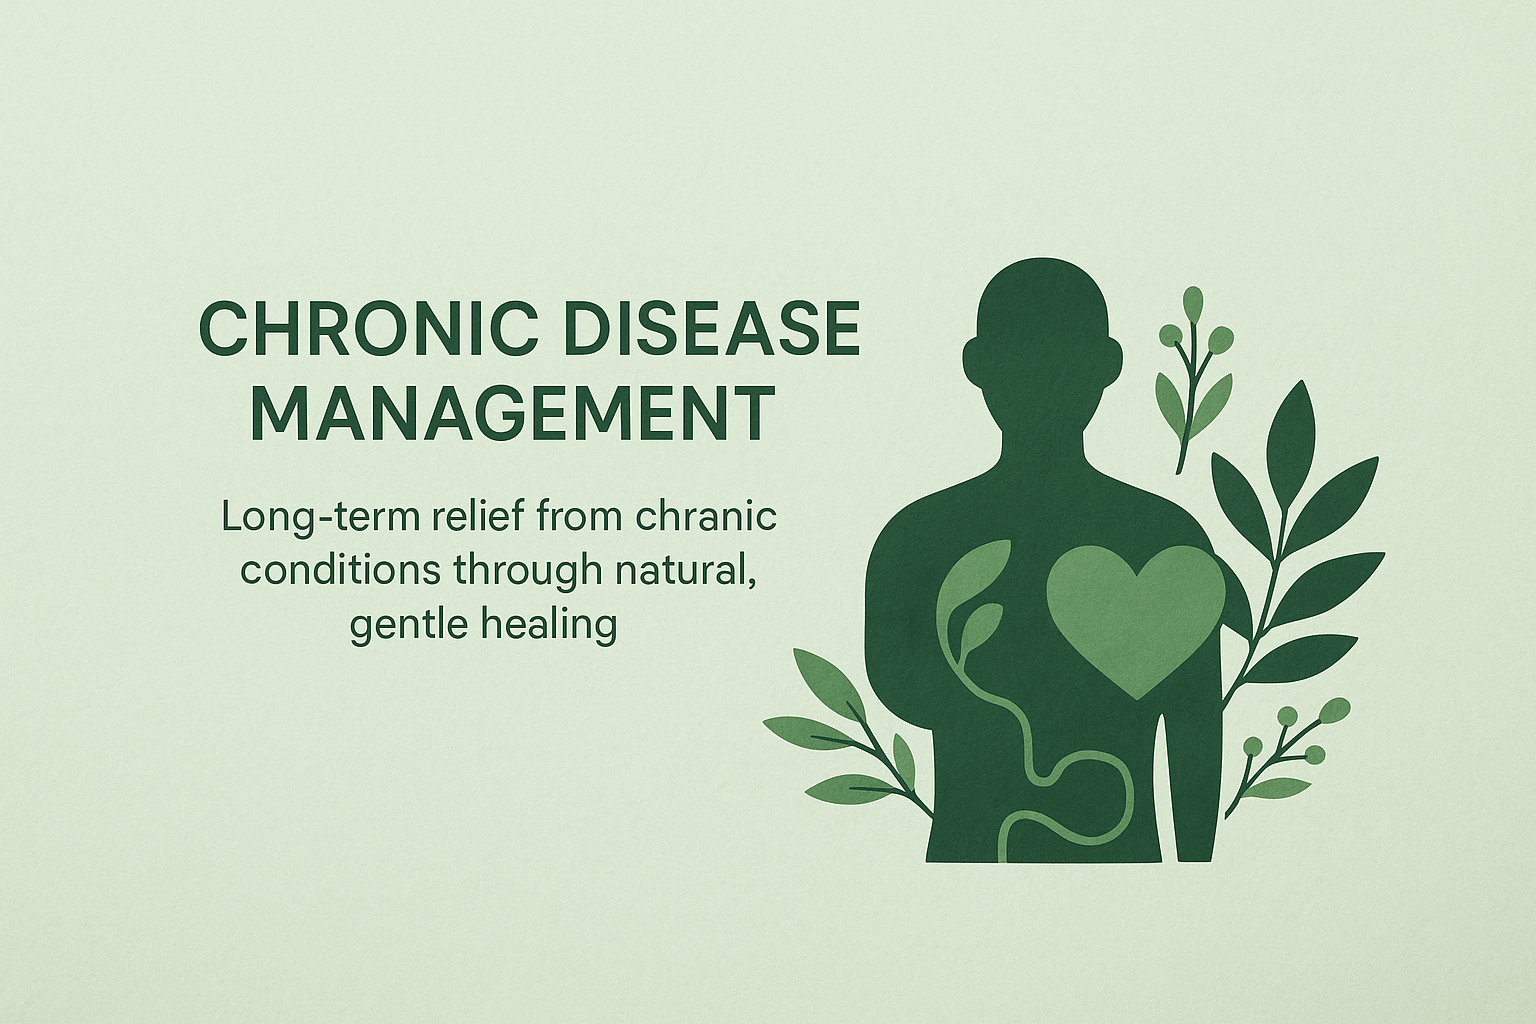 CHRONIC DISEASE
MANAGEMENT
Long-term relief from chranic
conditions through natural,
gentle healing